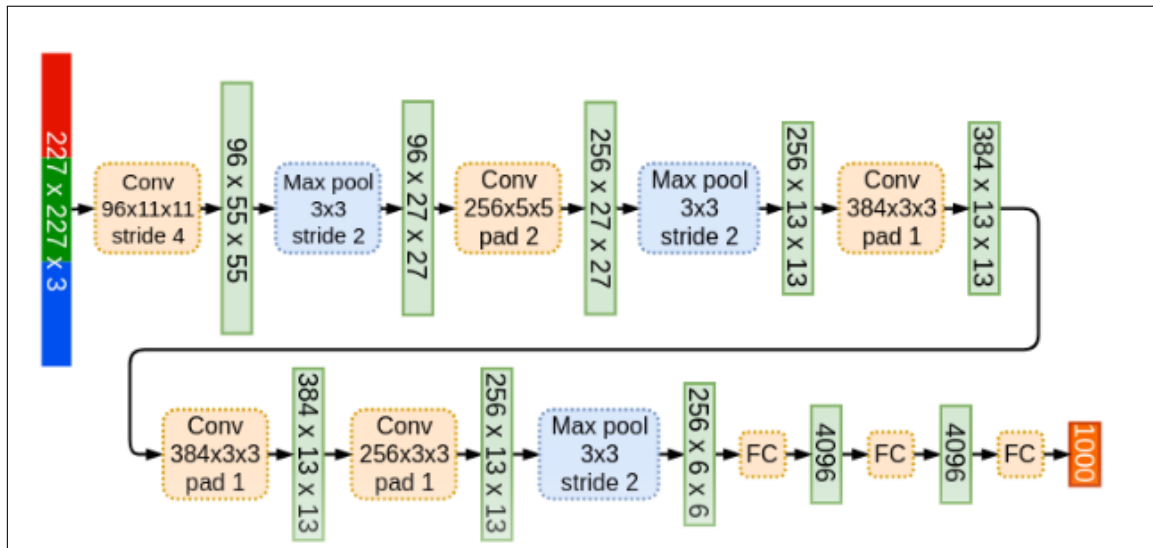 227 x 227 x 3
Conv
96x11x11
stride 4
96 x 55 x 55
Max pool
3x3
stride 2
96 x 27 x 27
Conv
256x5x5
pad 2
256 x 27 x 27
Max pool
3x3
stride 2
256 x 13 x 13
Conv
384x3x3
pad 1
384 x 13 x 13
Conv
384x3x3
pad 1
384 x 13 x 13
Conv
256x3x3
pad 1
256 x 13 x 13
Max pool
3x3
stride 2
256 x 6 x 6
FC
4096
FC
4096
FC
1000